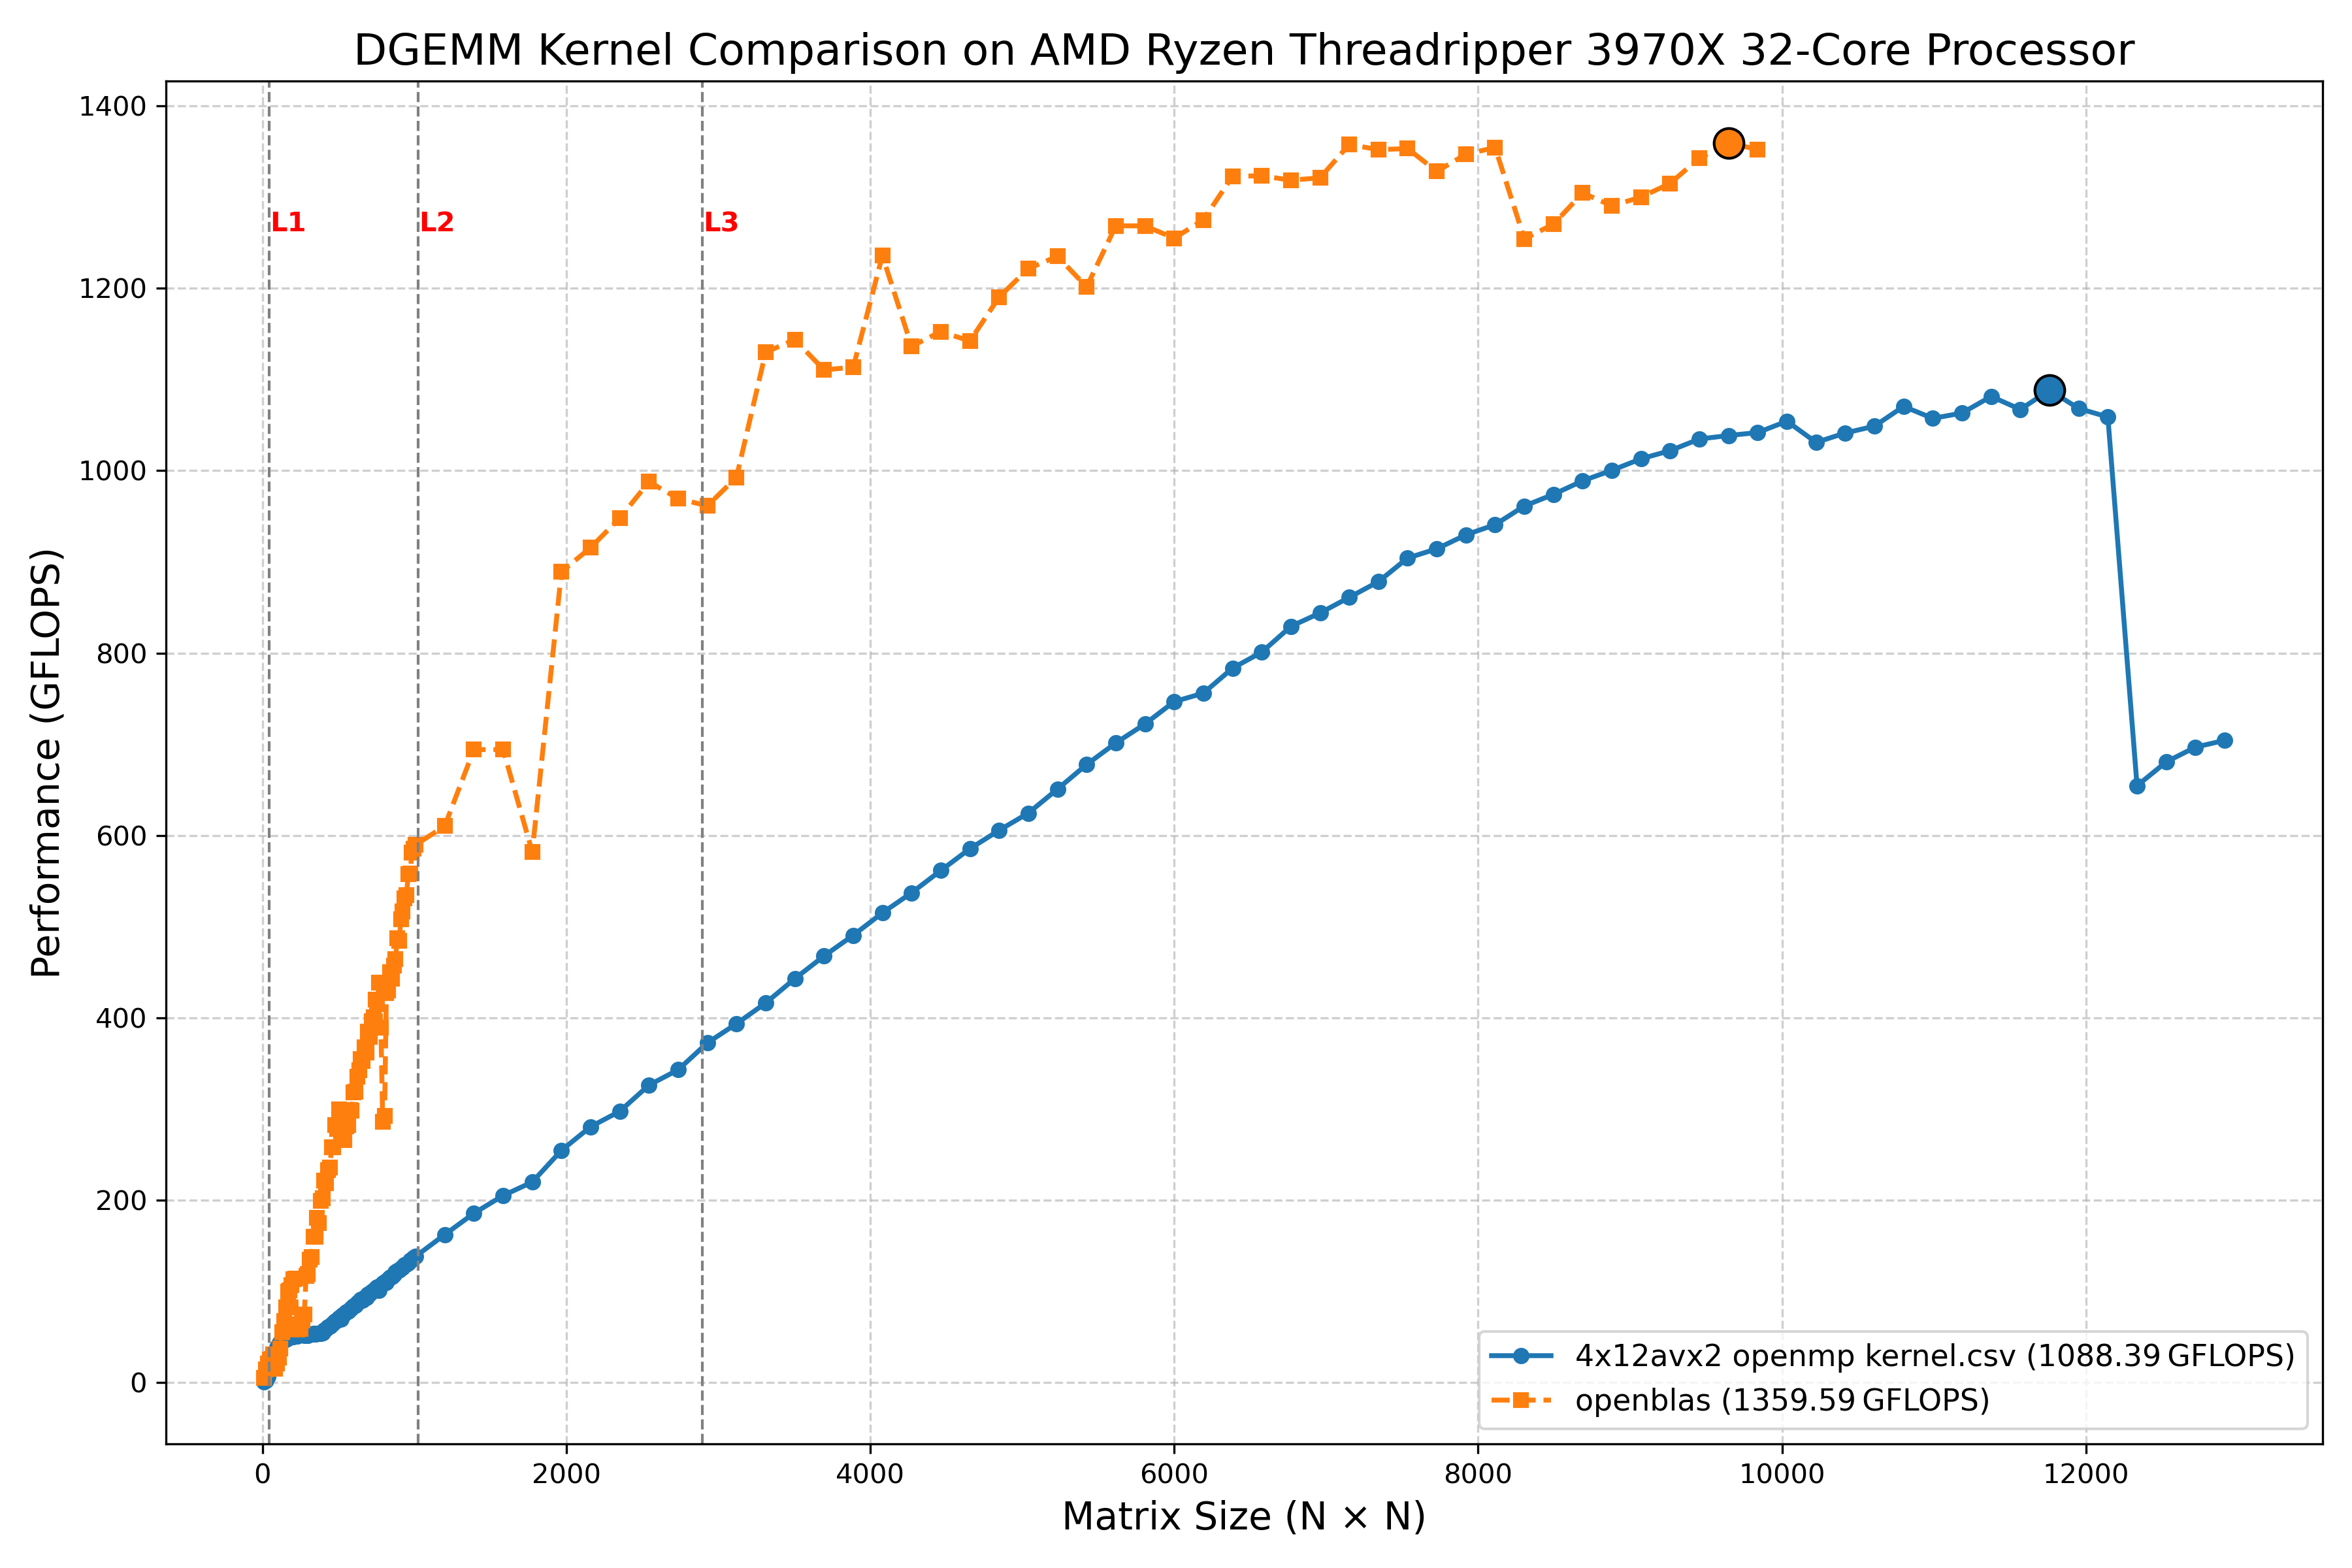 DGEMM Kernel Comparison on AMD Ryzen Threadripper 3970X 32-Core Processor
Performance (GFLOPS)
1400
1200
1000
800
600
400
200
0
L1
L2
L3
4x12avx2 openmp kernel.csv (1088.39 GFLOPS)
openblas (1359.59 GFLOPS)
0
2000
4000
6000
8000
10000
12000
Matrix Size (N × N)